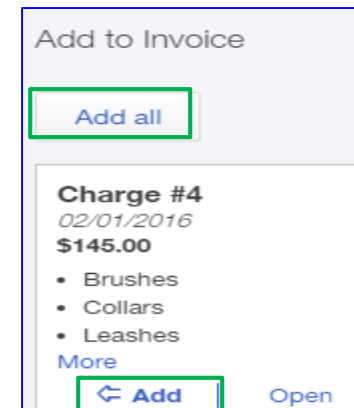 Add to Invoice
Add all
Charge #4
02/01/2016
$145.00
• Brushes
• Collars
• Leashes
More
Add Open